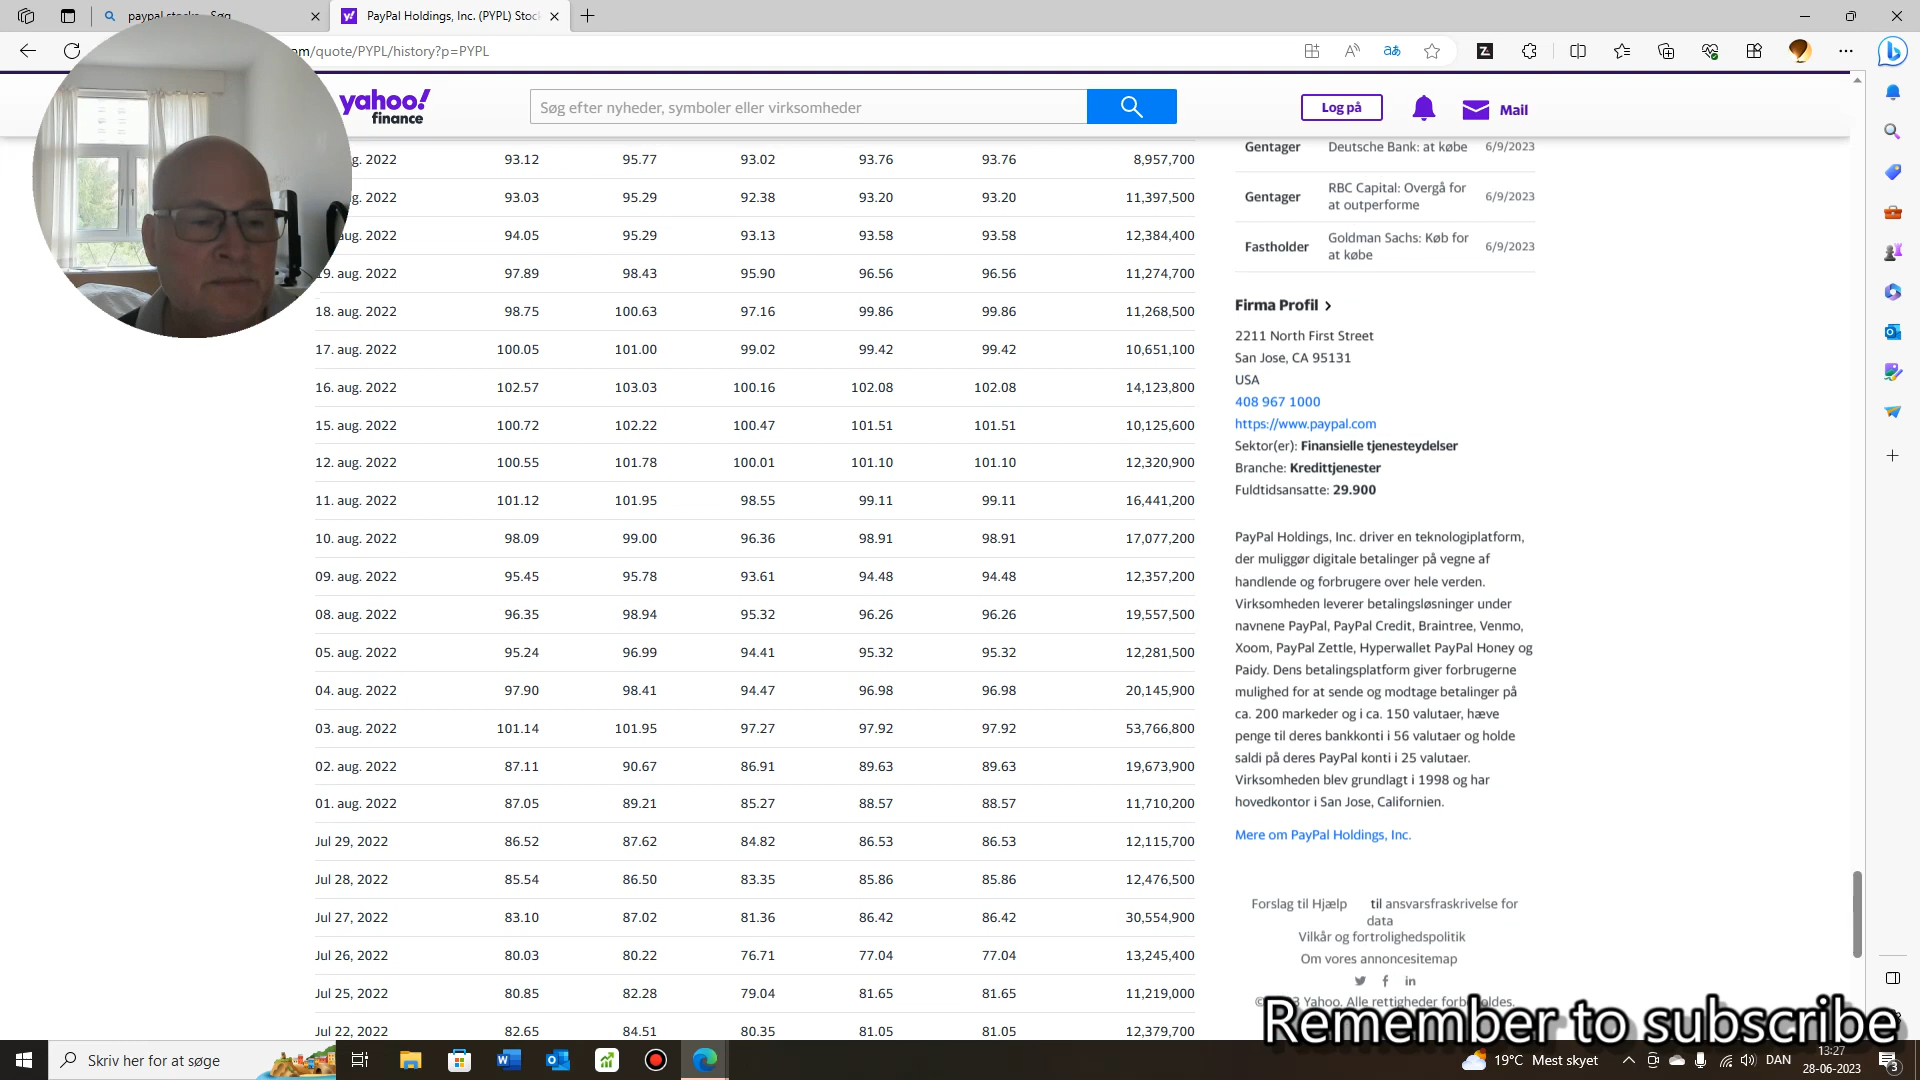 paypal stocks - Søg
PayPal Holdings, Inc. (PYPL) Stoc
om/quote/PYPL/history?p=PYPL
yahoo!
finance
Søg efter nyheder, symboler eller virksomheder
Log på
Mail
g. 2022 93.12 95.77 93.02 93.76 93.76 8,957,700
g. 2022 93.03 95.29 92.38 93.20 93.20 11,397,500
aug. 2022 94.05 95.29 93.13 93.58 93.58 12,384,400
19. aug. 2022 97.89 98.43 95.90 96.56 96.56 11,274,700
18. aug. 2022 98.75 100.63 97.16 99.86 99.86 11,268,500
17. aug. 2022 100.05 101.00 99.02 99.42 99.42 10,651,100
16. aug. 2022 102.57 103.03 100.16 102.08 102.08 14,123,800
15. aug. 2022 100.72 102.22 100.47 101.51 101.51 10,125,600
12. aug. 2022 100.55 101.78 100.01 101.10 101.10 12,320,900
11. aug. 2022 101.12 101.95 98.55 99.11 99.11 16,441,200
10. aug. 2022 98.09 99.00 96.36 98.91 98.91 17,077,200
09. aug. 2022 95.45 95.78 93.61 94.48 94.48 12,357,200
08. aug. 2022 96.35 98.94 95.32 96.26 96.26 19,557,500
05. aug. 2022 95.24 96.99 94.41 95.32 95.32 12,281,500
04. aug. 2022 97.90 98.41 94.47 96.98 96.98 20,145,900
03. aug. 2022 101.14 101.95 97.27 97.92 97.92 53,766,800
02. aug. 2022 87.11 90.67 86.91 89.63 89.63 19,673,900
01. aug. 2022 87.05 89.21 85.27 88.57 88.57 11,710,200
Jul 29, 2022 86.52 87.62 84.82 86.53 86.53 12,115,700
Jul 28, 2022 85.54 86.50 83.35 85.86 85.86 12,476,500
Jul 27, 2022 83.10 87.02 81.36 86.42 86.42 30,554,900
Jul 26, 2022 80.03 80.22 76.71 77.04 77.04 13,245,400
Jul 25, 2022 80.85 82.28 79.04 81.65 81.65 11,219,000
Jul 22, 2022 82.65 84.51 80.35 81.05 81.05 12,379,700
Gentager Deutsche Bank: at købe 6/9/2023
Gentager RBC Capital: Overgå for at outperforme 6/9/2023
Fastholder Goldman Sachs: Køb for at købe 6/9/2023
Firma Profil
2211 North First Street
San Jose, CA 95131
USA
408 967 1000
https://www.paypal.com
Sektor(er): Finansielle tjenesteydelser
Branche: Kredittjenester
Fuldtidsansatte: 29.900
PayPal Holdings, Inc. driver en teknologiplatform,
der muliggør digitale betalinger på vegne af
handlende og forbrugere over hele verden.
Virksomheden leverer betalingsløsninger under
navnene PayPal, PayPal Credit, Braintree, Venmo,
Xoom, PayPal Zettle, Hyperwallet PayPal Honey og
Paidy. Dens betalingsplatform giver forbrugerne
mulighed for at sende og modtage betalinger på
ca. 200 markeder og i ca. 150 valutaer, hæve
penge til deres bankkonti i 56 valutaer og holde
saldi på deres PayPal konti i 25 valutaer.
Virksomheden blev grundlagt i 1998 og har
hovedkontor i San Jose, Californien.
Mere om PayPal Holdings, Inc.
Forslag til Hjælp til ansvarsfraskrivelse for
data
Vilkår og fortrolighedspolitik
Om vores annoncesitemap
Yahoo. Alle rettigheder forbeholdes.
Remember to subscribe
Skriv her for at søge
19°C Mest skyet
DAN
13:27
28-06-2023
3